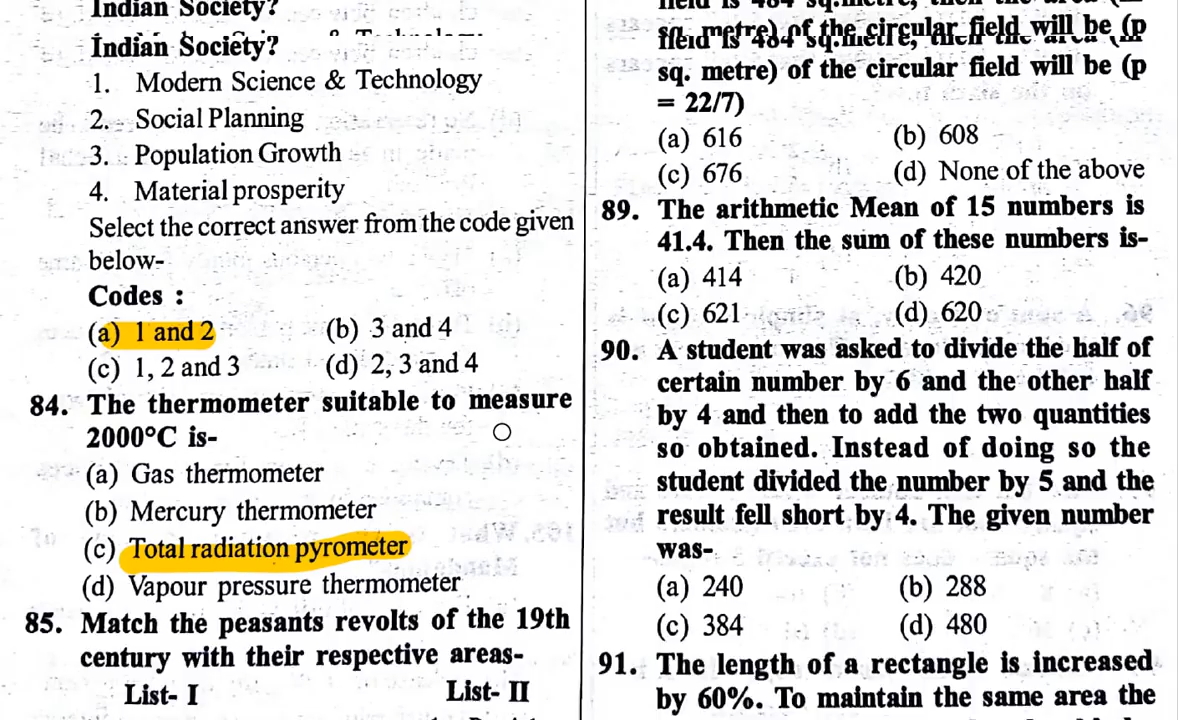 Indian Society?
Indian Society?
1. Modern Science & Technology
2. Social Planning
3. Population Growth
4. Material prosperity
Select the correct answer from the code given
below-
Codes :
(a) 1 and 2 (b) 3 and 4
(c) 1, 2 and 3 (d) 2, 3 and 4
84. The thermometer suitable to measure
2000°C is-
(a) Gas thermometer
(b) Mercury thermometer
(c) Total radiation pyrometer
(d) Vapour pressure thermometer
85. Match the peasants revolts of the 19th
century with their respective areas-
List- I List- II
sq. metre) of the circular field will be (p
= 22/7)
(a) 616 (b) 608
(c) 676 (d) None of the above
89. The arithmetic Mean of 15 numbers is
41.4. Then the sum of these numbers is-
(a) 414 (b) 420
(c) 621 (d) 620
90. A student was asked to divide the half of
certain number by 6 and the other half
by 4 and then to add the two quantities
so obtained. Instead of doing so the
student divided the number by 5 and the
result fell short by 4. The given number
was-
(a) 240 (b) 288
(c) 384 (d) 480
91. The length of a rectangle is increased
by 60%. To maintain the same area the